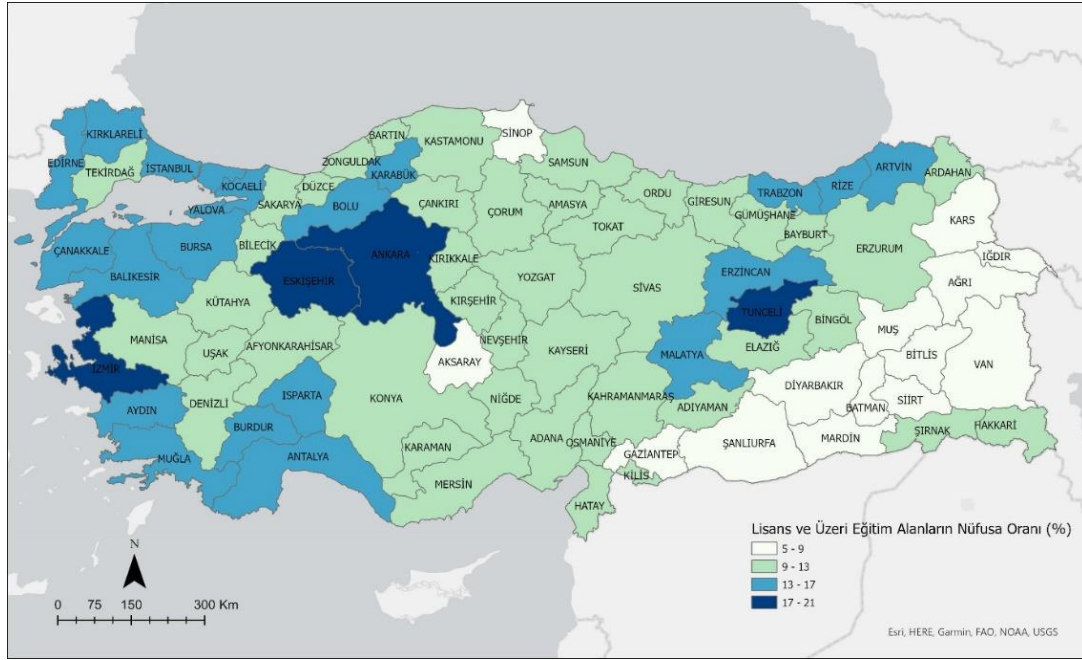 SİNOP
BARTIN
KASTAMONU
KIRKLARELİ
ZONGULDAK
SAMSUN
EDİRNE
TEKİRDAĞ
İSTANBUL
KOCAELİ
KARABÜK
ARTVİN
ARDAHAN
DÜZCE
TRABZON
RİZE
ORDU
GİRESUN
YALOVA
SAKARYA
BOLU
ÇANKIRI
ÇORUM
AMASYA
GÜMÜŞHANE
KARS
TOKAT
BAYBURT
BİLECİK
ÇANAKKALE
BURSA
ANKARA
ERZURUM
IĞDIR
KIRIKKALE
BALIKESİR
ESKİŞEHİR
YOZGAT
ERZİNCAN
AĞRI
SİVAS
KÜTAHYA
KIRŞEHİR
TUNCELİ
BİNGÖL
MUŞ
MANİSA
UŞAK
AFYONKARAHİSAR
NEVŞEHİR
KAYSERİ
ELAZIĞ
BİTLİS
VAN
AKSARAY
MALATYA
İZMİR
DİYARBAKIR
SİİRT
ISPARTA
KONYA
NİĞDE
KAHRAMANMARAŞ
BATMAN
AYDIN
DENİZLİ
ADIYAMAN
BURDUR
HAKKARİ
ŞIRNAK
MARDİN
ADANA
OSMANİYE
ŞANLIURFA
KARAMAN
GAZİANTEP
MUĞLA
ANTALYA
KİLİS
MERSİN
HATAY
N
0 75 150 300 Km
Lisans ve Üzeri Eğitim Alanların Nüfusa Oranı (%)
5 - 9
9 - 13
13 - 17
17 - 21
Esri, HERE, Garmin, FAO, NOAA, USGS